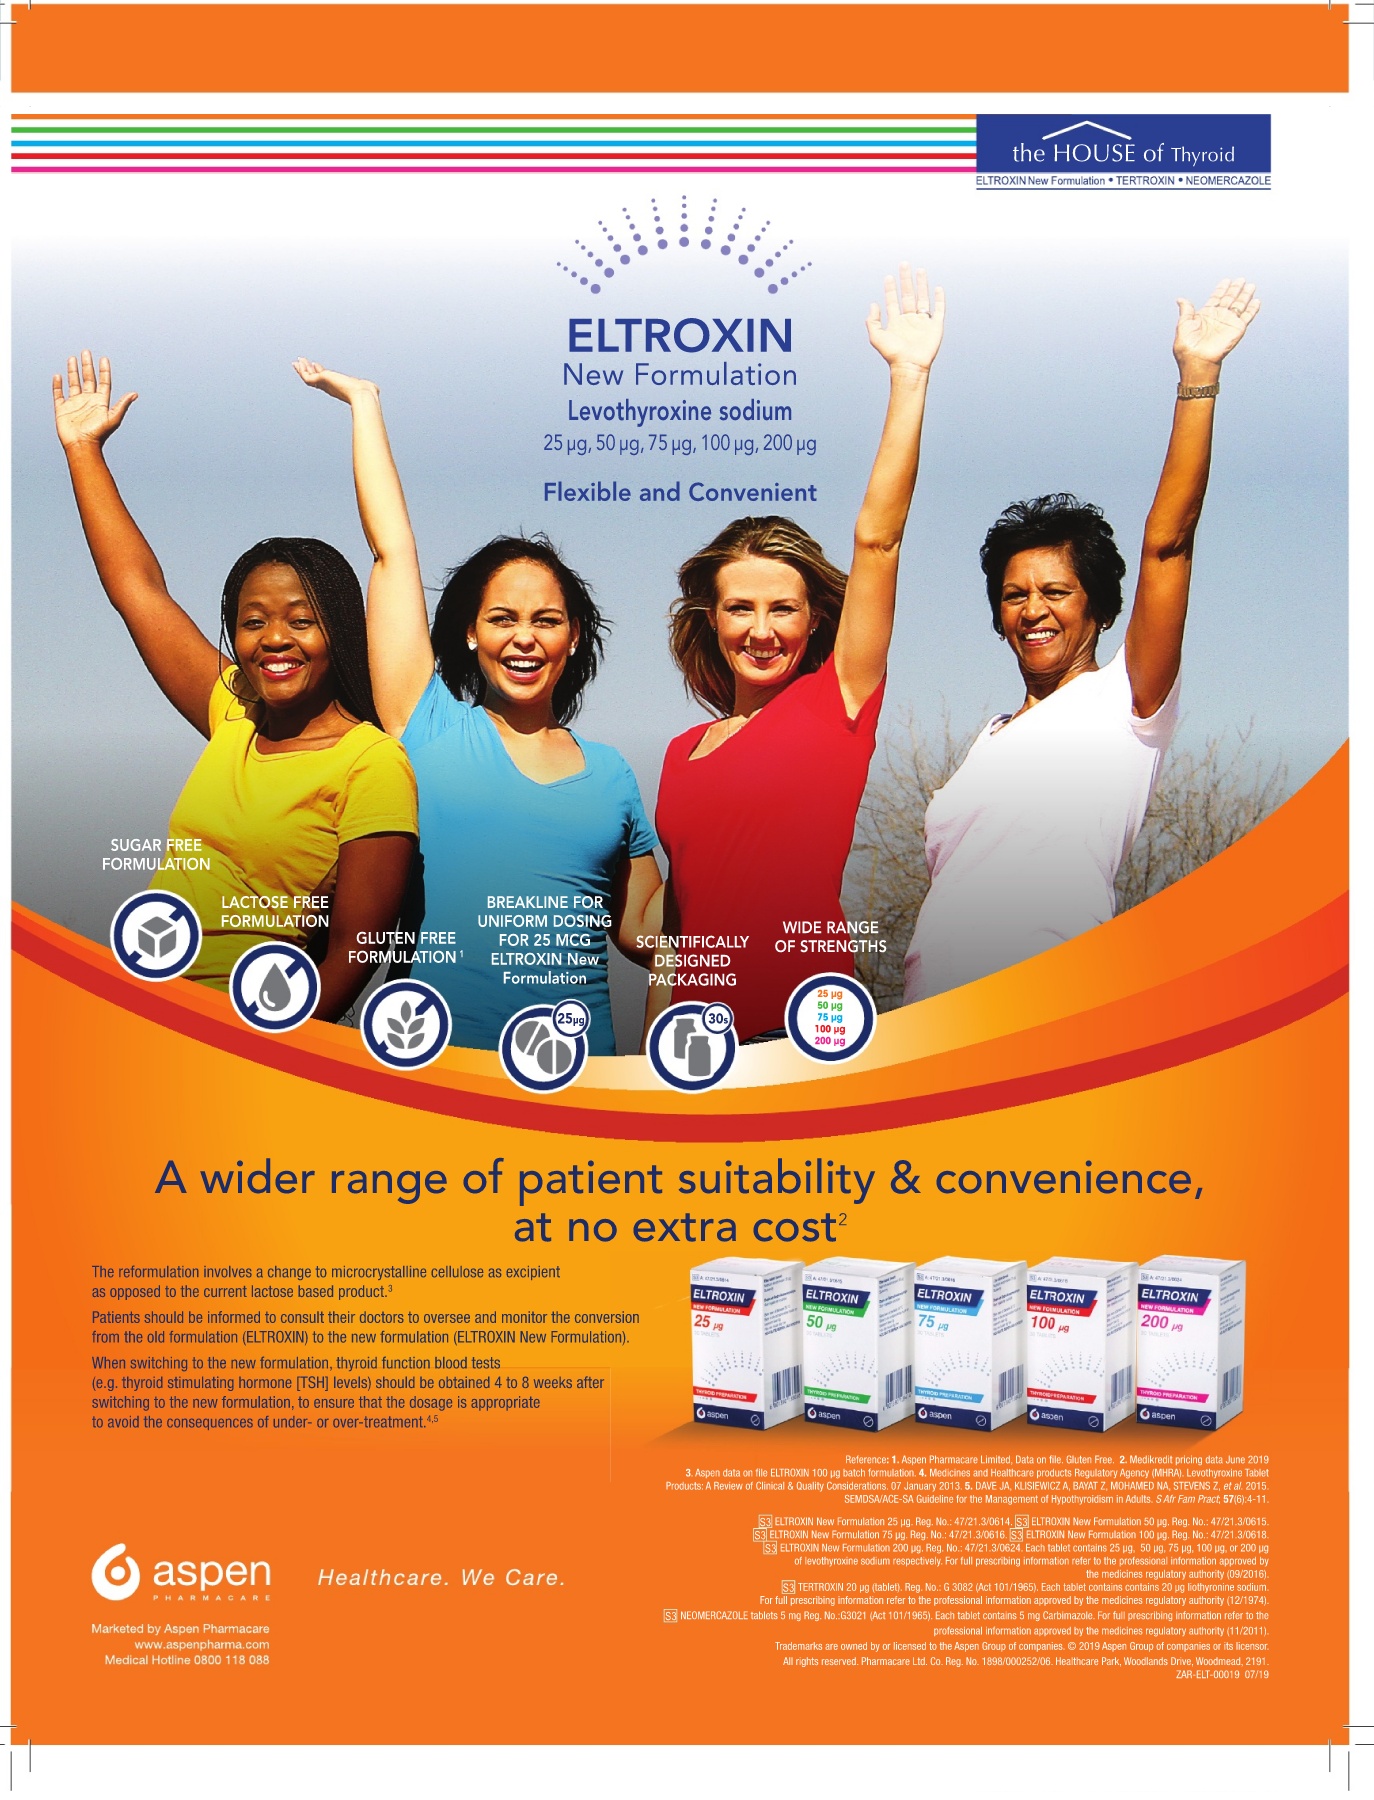 the HOUSE of Thyroid
ELTROXIN New Formulation • TERTROXIN • NEOMERCAZOLE
ELTROXIN
New Formulation
Levothyroxine sodium
25 µg, 50 µg, 75 µg, 100 µg, 200 µg
Flexible and Convenient
SUGAR FREE
FORMULATION
LACTOSE FREE
FORMULATION
GLUTEN FREE
FORMULATION¹
BREAKLINE FOR
UNIFORM DOSING
FOR 25 MCG
ELTROXIN New
Formulation
25µg
SCIENTIFICALLY
DESIGNED
PACKAGING
30s
WIDE RANGE
OF STRENGTHS
25 µg
50 µg
75 µg
100 µg
200 µg
A wider range of patient suitability & convenience,
at no extra cost²
The reformulation involves a change to microcrystalline cellulose as excipient
as opposed to the current lactose based product.³
Patients should be informed to consult their doctors to oversee and monitor the conversion
from the old formulation (ELTROXIN) to the new formulation (ELTROXIN New Formulation).
When switching to the new formulation, thyroid function blood tests
(e.g. thyroid stimulating hormone [TSH] levels) should be obtained 4 to 8 weeks after
switching to the new formulation, to ensure that the dosage is appropriate
to avoid the consequences of under- or over-treatment.⁴,⁵
ELTROXIN
NEW FORMULATION
25 µg
THYROID PREPARATION
aspen
ELTROXIN
NEW FORMULATION
50 µg
THYROID PREPARATION
aspen
ELTROXIN
NEW FORMULATION
75 µg
THYROID PREPARATION
aspen
ELTROXIN
NEW FORMULATION
100 µg
THYROID PREPARATION
aspen
ELTROXIN
NEW FORMULATION
200 µg
THYROID PREPARATION
aspen
Reference: 1. Aspen Pharmacare Limited, Data on file. Gluten Free. 2. Medikredit pricing data June 2019
3. Aspen data on file ELTROXIN 100 µg batch formulation. 4. Medicines and Healthcare products Regulatory Agency (MHRA). Levothyroxine Tablet
Products: A Review of Clinical & Quality Considerations. 07 January 2013. 5. DAVE JA, KLISIEWICZ A, BAYAT Z, MOHAMED NA, STEVENS Z, et al. 2015.
SEMDSA/ACE-SA Guideline for the Management of Hypothyroidism in Adults. S Afr Fam Pract; 57(6):4-11.
S3 ELTROXIN New Formulation 25 µg. Reg. No.: 47/21.3/0614. S3 ELTROXIN New Formulation 50 µg. Reg. No.: 47/21.3/0615.
S3 ELTROXIN New Formulation 75 µg. Reg. No.: 47/21.3/0616. S3 ELTROXIN New Formulation 100 µg. Reg. No.: 47/21.3/0618.
S3 ELTROXIN New Formulation 200 µg. Reg. No.: 47/21.3/0624. Each tablet contains 25 µg, 50 µg, 75 µg, 100 µg, or 200 µg
of levothyroxine sodium respectively. For full prescribing information refer to the professional information approved by
the medicines regulatory authority (09/2016).
S3 TERTROXIN 20 µg (tablet). Reg. No.: G 3082 (Act 101/1965). Each tablet contains contains 20 µg liothyronine sodium.
For full prescribing information refer to the professional information approved by the medicines regulatory authority (12/1974).
S3 NEOMERCAZOLE tablets 5 mg Reg. No.:G3021 (Act 101/1965). Each tablet contains 5 mg Carbimazole. For full prescribing information refer to the
professional information approved by the medicines regulatory authority (11/2011).
Trademarks are owned by or licensed to the Aspen Group of companies. © 2019 Aspen Group of companies or its licensor.
All rights reserved. Pharmacare Ltd. Co. Reg. No. 1898/000252/06. Healthcare Park, Woodlands Drive, Woodmead, 2191.
ZAR-ELT-00019 07/19
aspen
PHARMACARE
Healthcare. We Care.
Marketed by Aspen Pharmacare
www.aspenpharma.com
Medical Hotline 0800 118 088